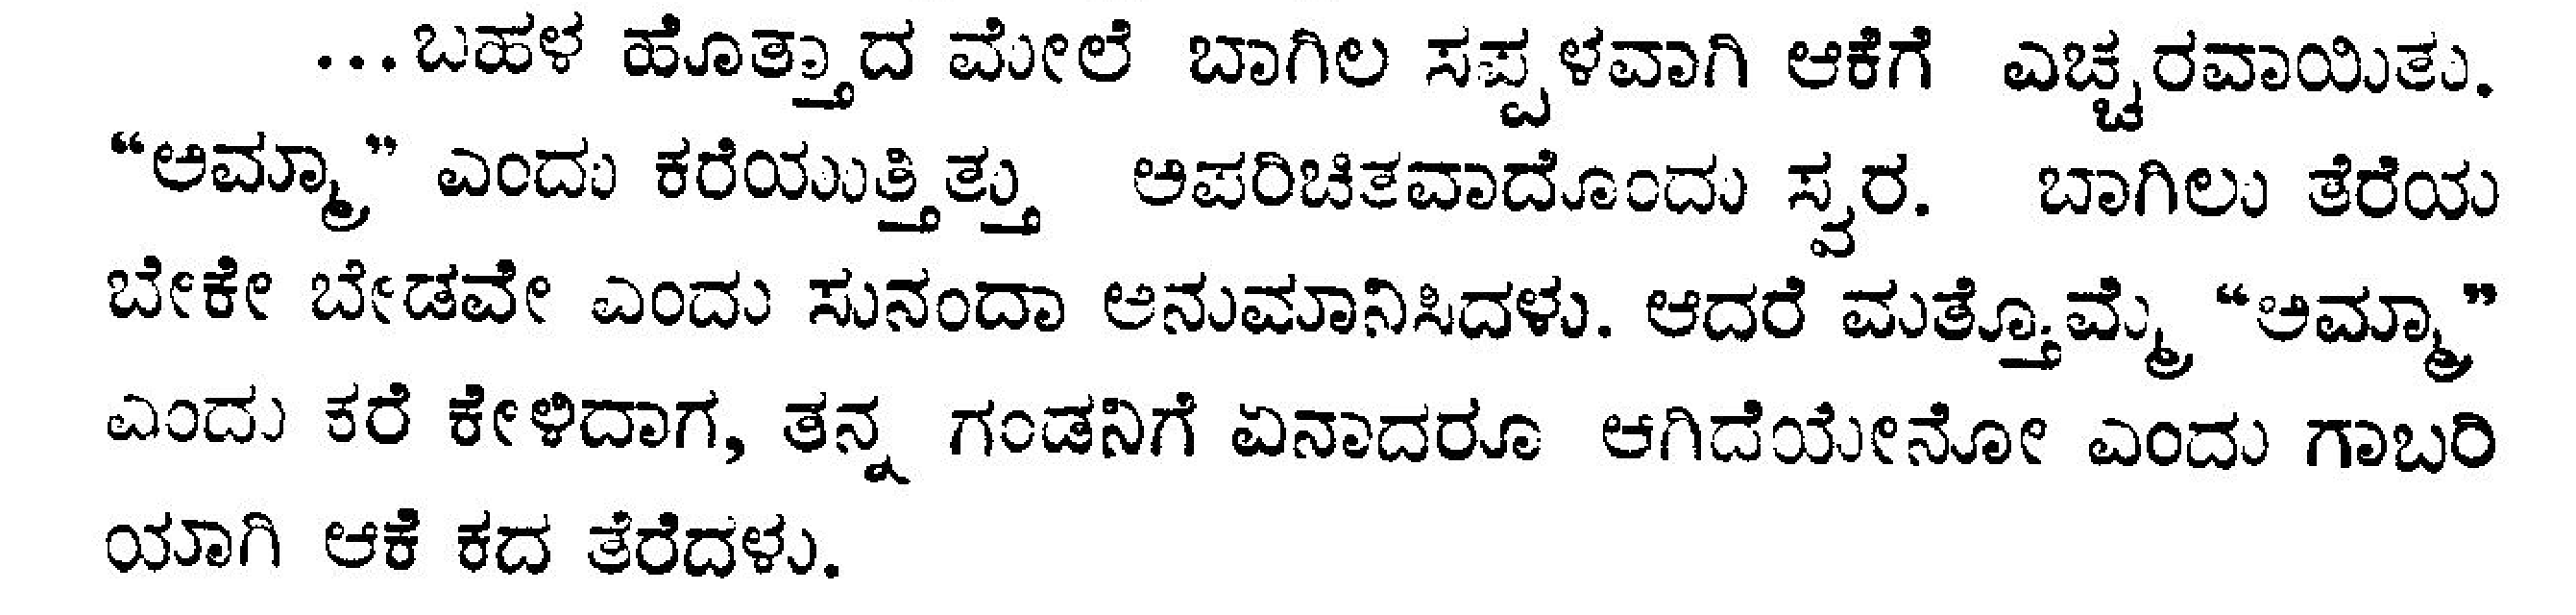 ...ಬಹಳ ಹೊತ್ತಾದ ಮೇಲೆ ಬಾಗಿಲ ಸಪ್ಪಳವಾಗಿ ಆಕೆಗೆ ಎಚ್ಚರವಾಯಿತು.
“ಅಮ್ಮಾ” ಎಂದು ಕರೆಯುತ್ತಿತ್ತು ಅಪರಿಚಿತವಾದೊಂದು ಸ್ವರ. ಬಾಗಿಲು ತೆರೆಯ
ಬೇಕೇ ಬೇಡವೇ ಎಂದು ಸುನಂದಾ ಅನುಮಾನಿಸಿದಳು. ಆದರೆ ಮತ್ತೊಮ್ಮೆ “ಅಮ್ಮಾ”
ಎಂದು ಕರೆ ಕೇಳಿದಾಗ, ತನ್ನ ಗಂಡನಿಗೆ ಏನಾದರೂ ಆಗಿದೆಯೇನೋ ಎಂದು ಗಾಬರಿ
ಯಾಗಿ ಆಕೆ ಕದ ತೆರೆದಳು.